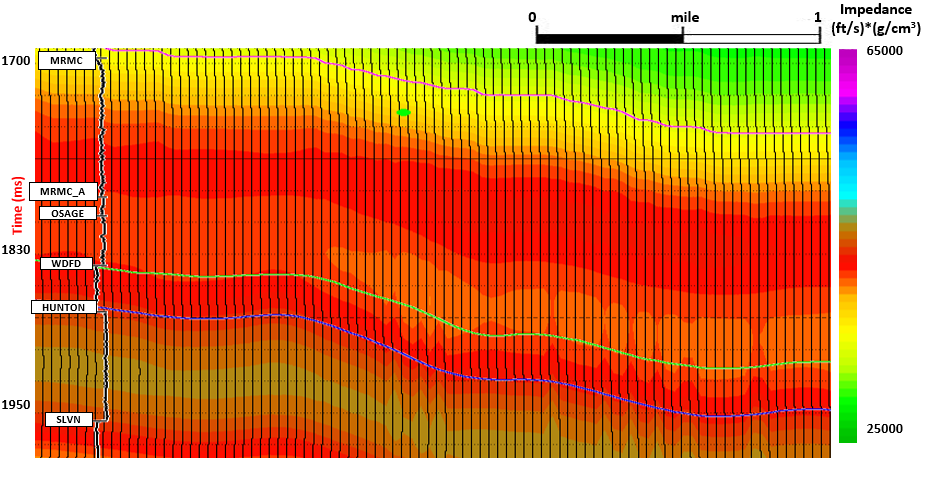 Impedance
(ft/s)*(g/cm³)
0 mile 1
65000
1700
MRMC
MRMC_A
OSAGE
Time (ms)
1830
WDFD
HUNTON
1950
SLVN
25000